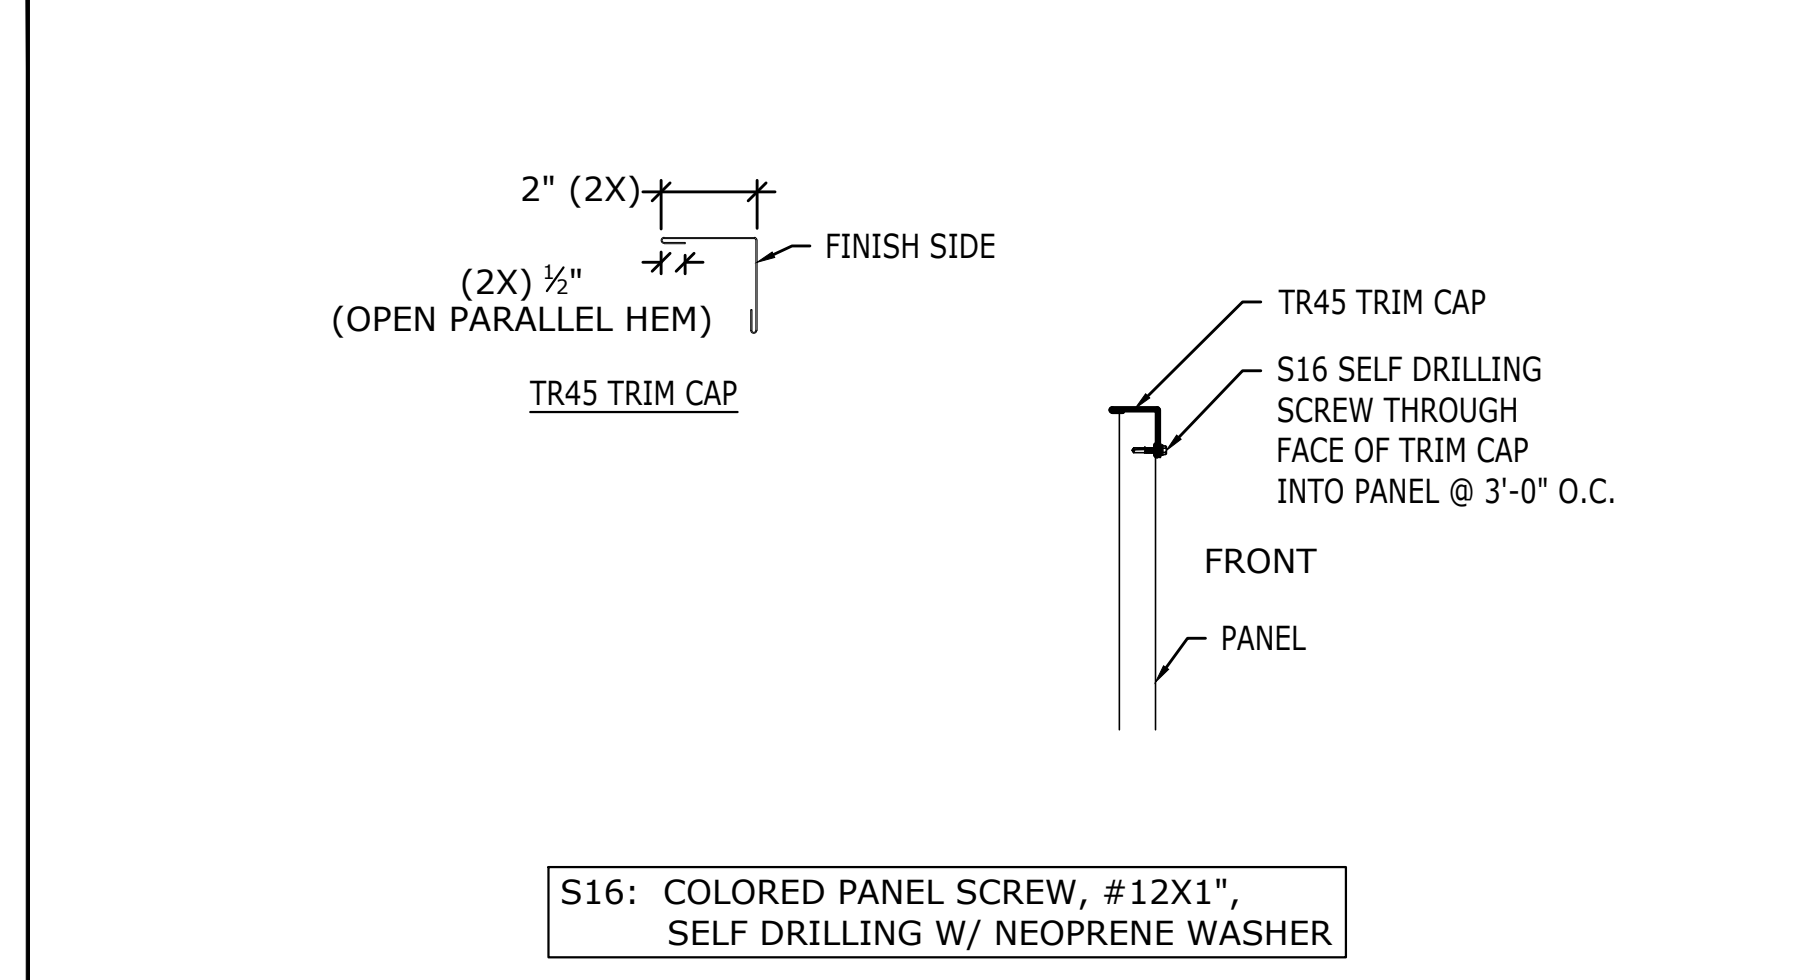 2" (2X)
FINISH SIDE
(2X) ½"
(OPEN PARALLEL HEM)
TR45 TRIM CAP
TR45 TRIM CAP
S16 SELF DRILLING
SCREW THROUGH
FACE OF TRIM CAP
INTO PANEL @ 3'-0" O.C.
FRONT
PANEL
S16: COLORED PANEL SCREW, #12X1",
SELF DRILLING W/ NEOPRENE WASHER